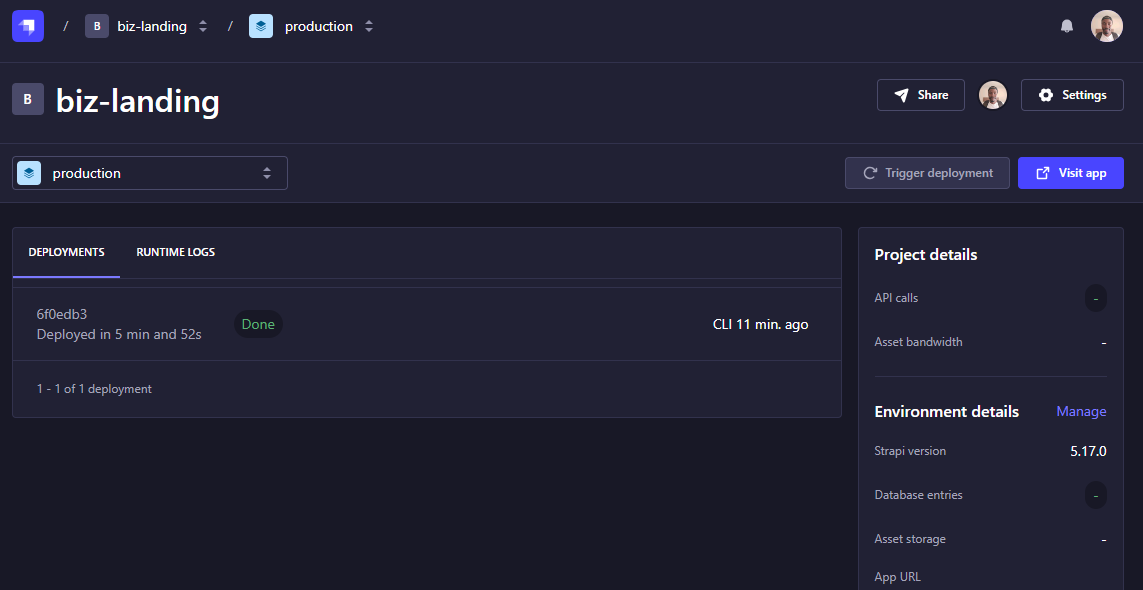 / B biz-landing / production
B biz-landing Share Settings
production Trigger deployment Visit app
DEPLOYMENTS RUNTIME LOGS
6f0edb3
Deployed in 5 min and 52s Done CLI 11 min. ago
1 - 1 of 1 deployment
Project details
API calls -
Asset bandwidth -
Environment details Manage
Strapi version 5.17.0
Database entries -
Asset storage -
App URL